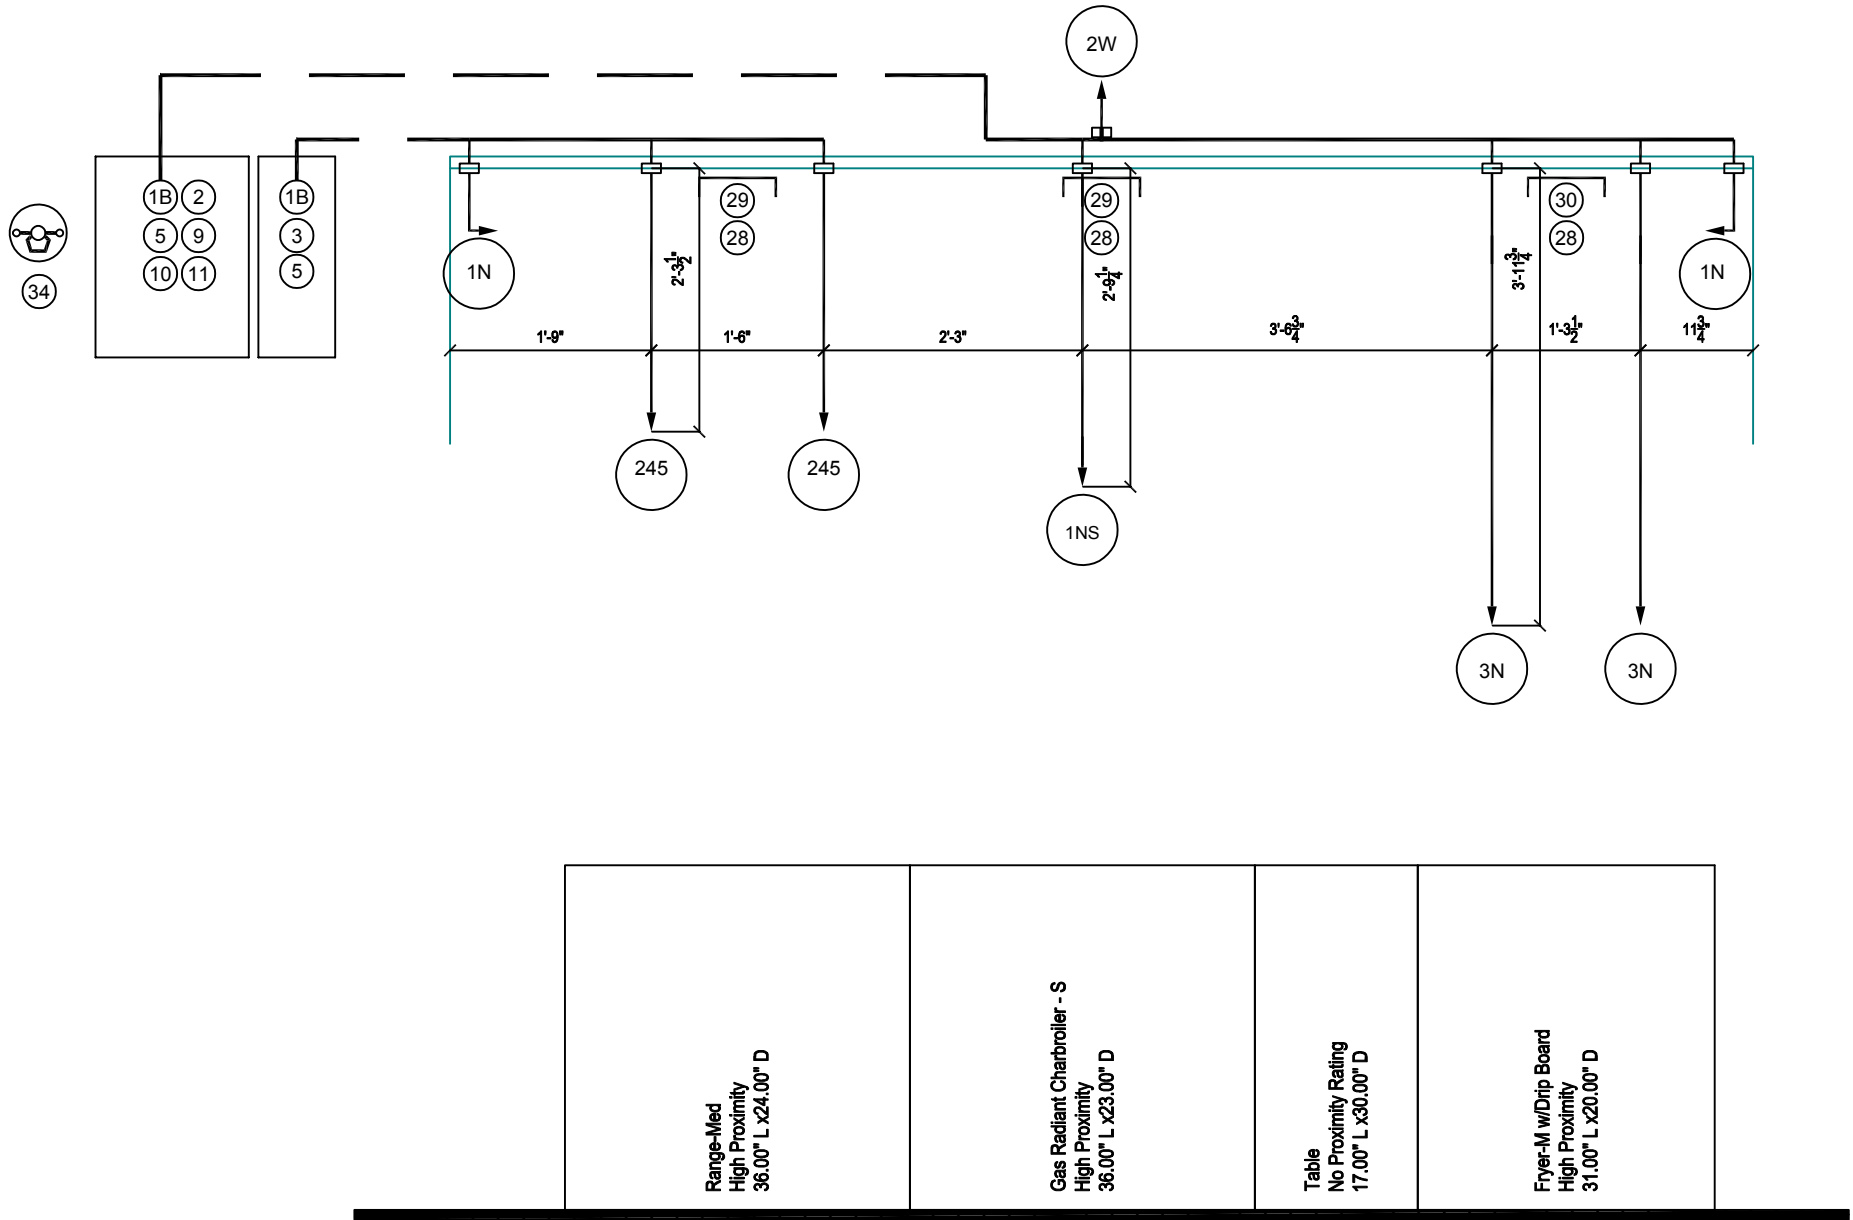 2W
1B 2
5 9
10 11
34
1B
3
5
1N
29
28
29
28
30
28
1N
2'-3 1/2"
2'-9 1/4"
3'-11 3/4"
1'-9"
1'-6"
2'-3"
3'-6 3/4"
1'-3 1/2"
11 3/4"
245
245
1NS
3N
3N
Range-Med
High Proximity
36.00" L x24.00" D
Gas Radiant Charbroiler - S
High Proximity
36.00" L x23.00" D
Table
No Proximity Rating
17.00" L x30.00" D
Fryer-M w/Drip Board
High Proximity
31.00" L x20.00" D